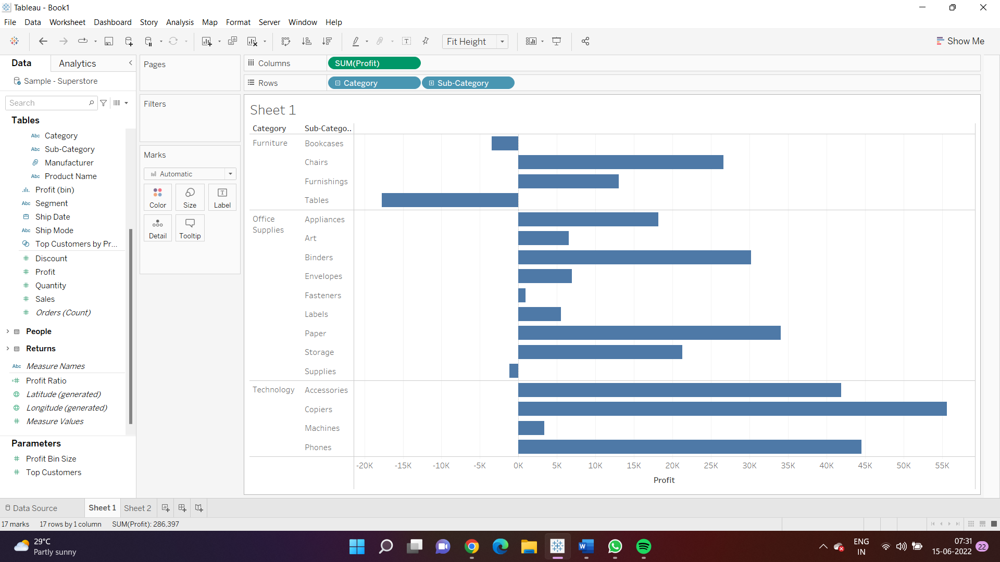 Tableau - Book1
File Data Worksheet Dashboard Story Analysis Map Format Server Window Help
Fit Height
Show Me
Data
Analytics
Sample - Superstore
Search
Tables
Abc Category
Abc Sub-Category
Manufacturer
Abc Product Name
Profit (bin)
Abc Segment
Ship Date
Abc Ship Mode
Top Customers by Pr...
# Discount
# Profit
# Quantity
# Sales
# Orders (Count)
People
Returns
Abc Measure Names
=# Profit Ratio
Latitude (generated)
Longitude (generated)
# Measure Values
Parameters
# Profit Bin Size
# Top Customers
Pages
Filters
Marks
Automatic
Color Size Label
Detail Tooltip
Columns SUM(Profit)
Rows Category Sub-Category
Sheet 1
Category Sub-Catego..
Furniture Bookcases
Chairs
Furnishings
Tables
Office
Supplies
Appliances
Art
Binders
Envelopes
Fasteners
Labels
Paper
Storage
Supplies
Technology Accessories
Copiers
Machines
Phones
-20K -15K -10K -5K 0K 5K 10K 15K 20K 25K 30K 35K 40K 45K 50K 55K
Profit
Data Source Sheet 1 Sheet 2
17 marks 17 rows by 1 column SUM(Profit): 286,397
29°C
Partly sunny
ENG
IN
07:31
15-06-2022
22